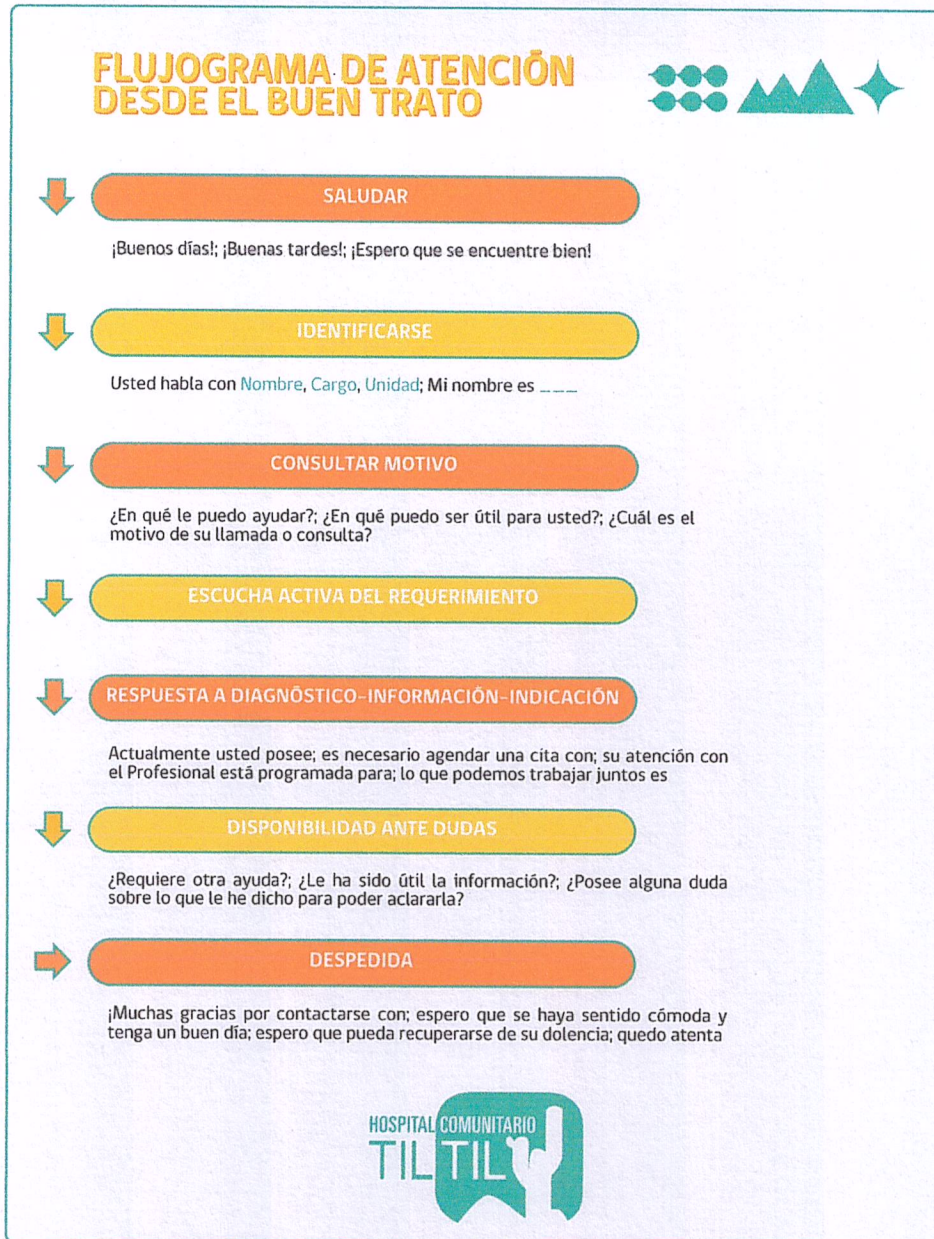 FLUJOGRAMA DE ATENCIÓN
DESDE EL BUEN TRATO
SALUDAR
¡Buenos días!; ¡Buenas tardes!; ¡Espero que se encuentre bien!
IDENTIFICARSE
Usted habla con Nombre, Cargo, Unidad; Mi nombre es ___
CONSULTAR MOTIVO
¿En qué le puedo ayudar?; ¿En qué puedo ser útil para usted?; ¿Cuál es el
motivo de su llamada o consulta?
ESCUCHA ACTIVA DEL REQUERIMIENTO
RESPUESTA A DIAGNÓSTICO-INFORMACIÓN-INDICACIÓN
Actualmente usted posee; es necesario agendar una cita con; su atención con
el Profesional está programada para; lo que podemos trabajar juntos es
DISPONIBILIDAD ANTE DUDAS
¿Requiere otra ayuda?; ¿Le ha sido útil la información?; ¿Posee alguna duda
sobre lo que le he dicho para poder aclararla?
DESPEDIDA
¡Muchas gracias por contactarse con; espero que se haya sentido cómoda y
tenga un buen día; espero que pueda recuperarse de su dolencia; quedo atenta
HOSPITAL COMUNITARIO
TIL TIL